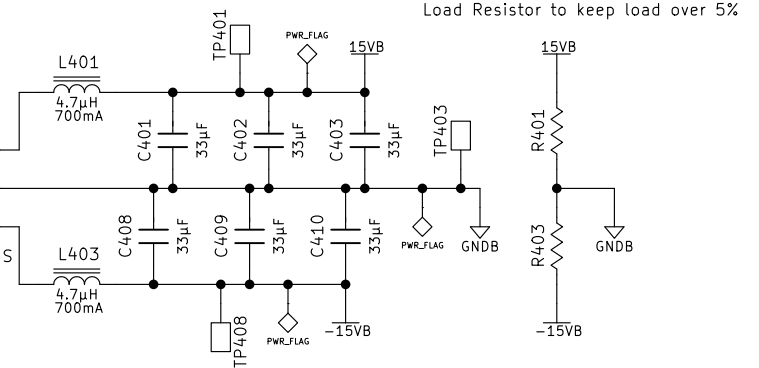 Load Resistor to keep load over 5%
TP401
PWR_FLAG
15VB
15VB
L401
4.7µH
700mA
C401
33µF
C402
33µF
C403
33µF
TP403
R401
S
L403
4.7µH
700mA
C408
33µF
C409
33µF
C410
33µF
PWR_FLAG
GNDB
R403
GNDB
TP408
PWR_FLAG
-15VB
-15VB